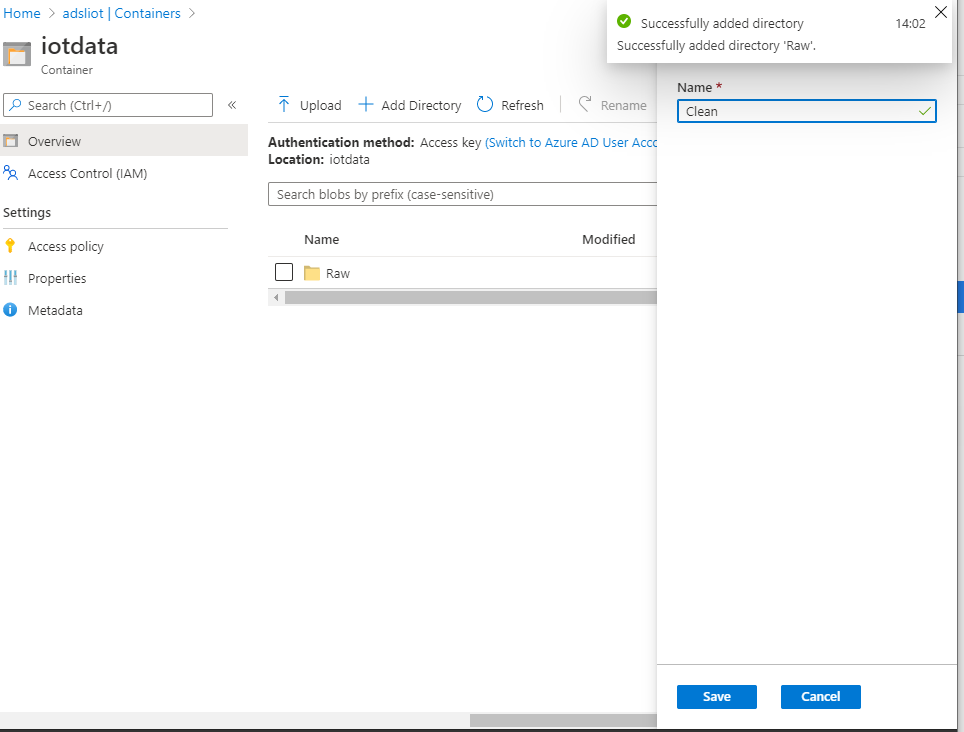 Home > adsliot | Containers >
iotdata
Container
Search (Ctrl+/)
«
Overview
Access Control (IAM)
Settings
Access policy
Properties
Metadata
Upload
Add Directory
Refresh
Rename
Authentication method: Access key (Switch to Azure AD User Acco
Location: iotdata
Search blobs by prefix (case-sensitive)
Name Modified
Raw
Successfully added directory 14:02
Successfully added directory 'Raw'.
Name *
Clean
Save Cancel